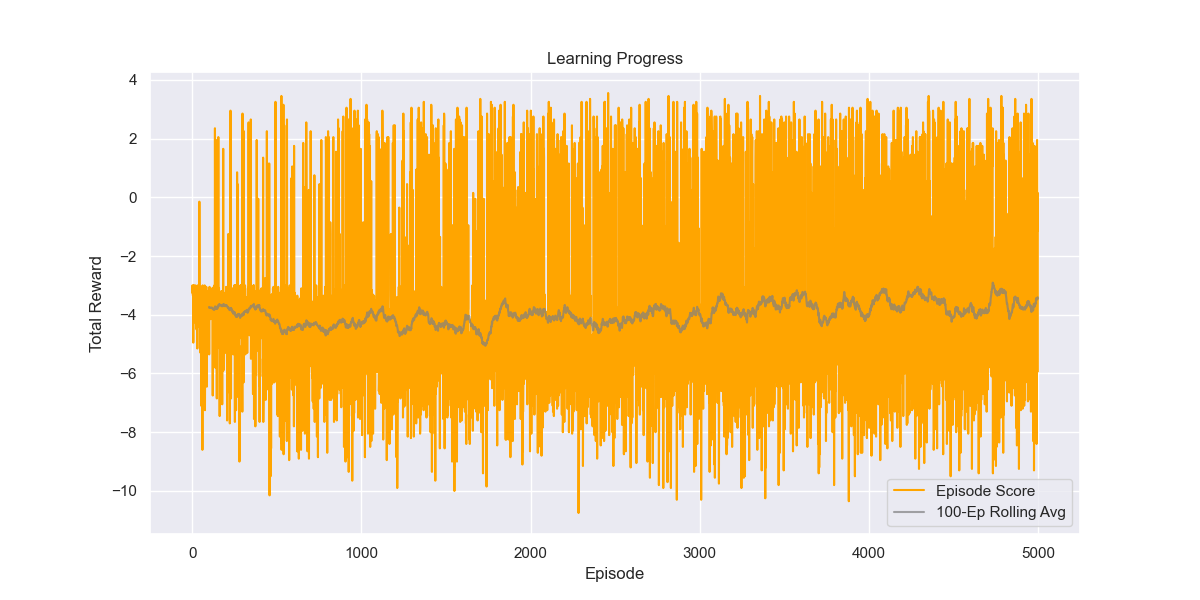 Learning Progress
Total Reward
4
2
0
−2
−4
−6
−8
−10
Episode Score
100-Ep Rolling Avg
0 1000 2000 3000 4000 5000
Episode